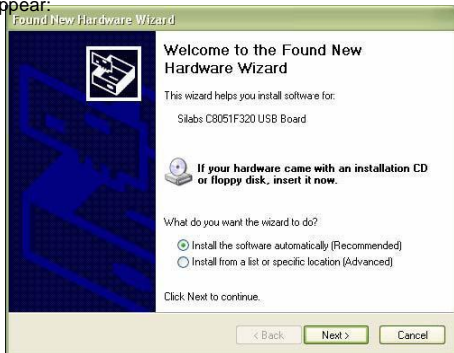 ppear:
Found New Hardware Wizard
Welcome to the Found New
Hardware Wizard
This wizard helps you install software for:
Silabs C8051F320 USB Board
If your hardware came with an installation CD
or floppy disk, insert it now.
What do you want the wizard to do?
Install the software automatically (Recommended)
Install from a list or specific location (Advanced)
Click Next to continue.
< Back Next > Cancel